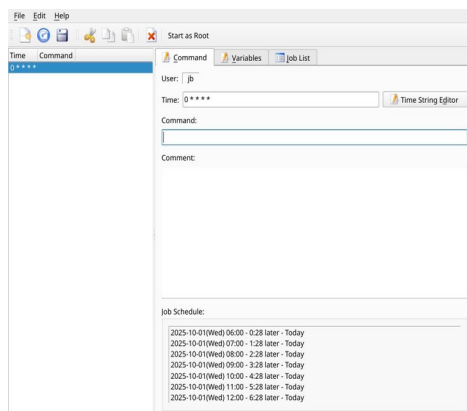 File Edit Help
Start as Root
Time Command
0 * * * *
Command Variables Job List
User: jb
Time: 0 * * * * Time String Editor
Command:
Comment:
Job Schedule:
2025-10-01(Wed) 06:00 - 0:28 later - Today
2025-10-01(Wed) 07:00 - 1:28 later - Today
2025-10-01(Wed) 08:00 - 2:28 later - Today
2025-10-01(Wed) 09:00 - 3:28 later - Today
2025-10-01(Wed) 10:00 - 4:28 later - Today
2025-10-01(Wed) 11:00 - 5:28 later - Today
2025-10-01(Wed) 12:00 - 6:28 later - Today